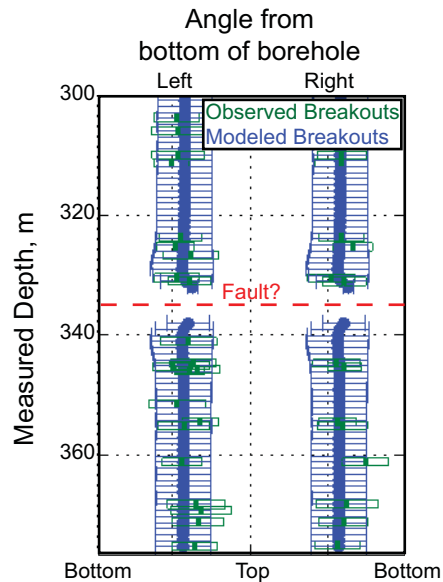 Angle from
bottom of borehole
Left Right
300
Observed Breakouts
Modeled Breakouts
320
Fault?
340
360
Measured Depth, m
Bottom Top Bottom